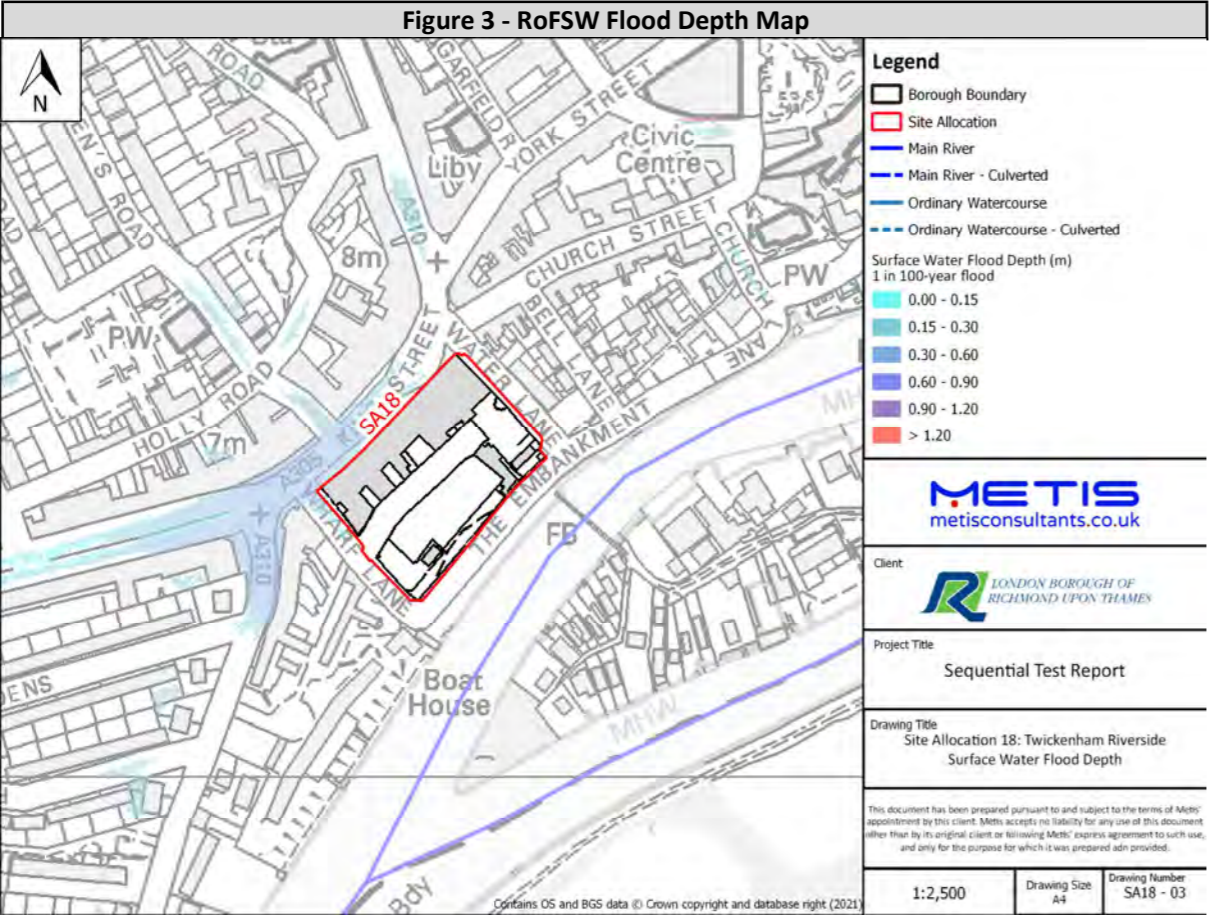 Figure 3 - RoFSW Flood Depth Map
N
ROAD
GARFIELD R
YORK STREET
Liby
Civic
Centre
EN'S ROAD
A310
8m
CHURCH STREET
CHURCH LANE
PW
PW
BELL LANE
WATER LANE
STREET
K
SA18
HOLLY ROAD
7m
A305
THE EMBANKMENT
WHARF LANE
A310
FB
MH
Boat
House
MHW
DENS
Bdy
Contains OS and BGS data © Crown copyright and database right (2021)
Legend
Borough Boundary
Site Allocation
Main River
Main River - Culverted
Ordinary Watercourse
Ordinary Watercourse - Culverted
Surface Water Flood Depth (m)
1 in 100-year flood
0.00 - 0.15
0.15 - 0.30
0.30 - 0.60
0.60 - 0.90
0.90 - 1.20
> 1.20
METIS
metisconsultants.co.uk
Client
LONDON BOROUGH OF
RICHMOND UPON THAMES
Project Title
Sequential Test Report
Drawing Title
Site Allocation 18: Twickenham Riverside
Surface Water Flood Depth
This document has been prepared pursuant to and subject to the terms of Metis'
appointment by this client. Metis accepts no liability for any use of this document
other than by its original client or following Metis' express agreement to such use,
and only for the purpose for which it was prepared adn provided.
1:2,500
Drawing Size
A4
Drawing Number
SA18 - 03